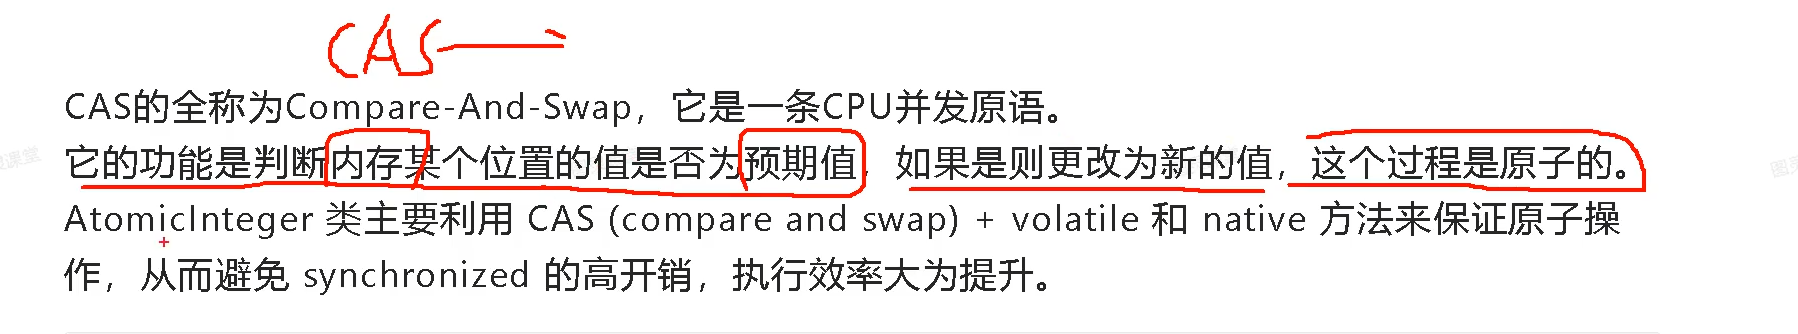 CAS
CAS的全称为Compare-And-Swap，它是一条CPU并发原语。
它的功能是判断内存某个位置的值是否为预期值，如果是则更改为新的值，这个过程是原子的。
AtomicInteger 类主要利用 CAS (compare and swap) + volatile 和 native 方法来保证原子操
作，从而避免 synchronized 的高开销，执行效率大为提升。
课堂